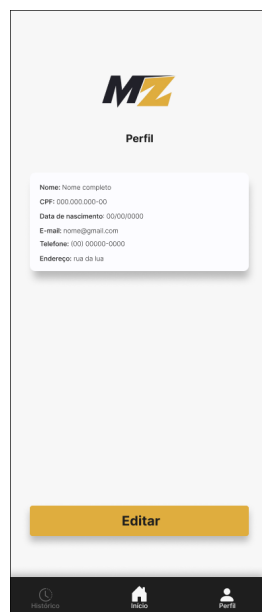 MZ
Perfil
Nome: Nome completo
CPF: 000.000.000-00
Data de nascimento: 00/00/0000
E-mail: nome@gmail.com
Telefone: (00) 00000-0000
Endereço: rua da lua
Editar
Histórico
Início
Perfil